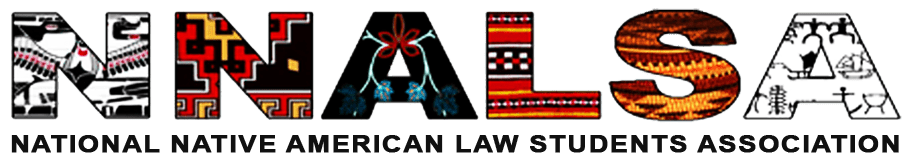 NNALSA
NATIONAL NATIVE AMERICAN LAW STUDENTS ASSOCIATION